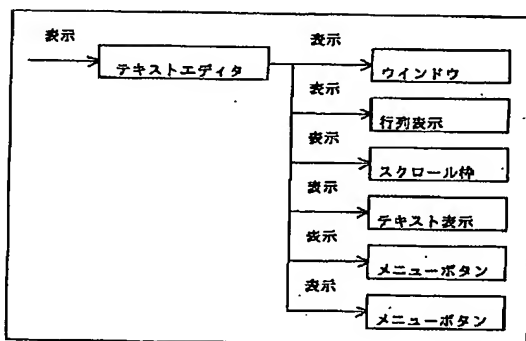 表示
テキストエディタ
表示
ウインドウ
表示
行列表示
表示
スクロール枠
表示
テキスト表示
表示
メニューボタン
表示
メニューボタン